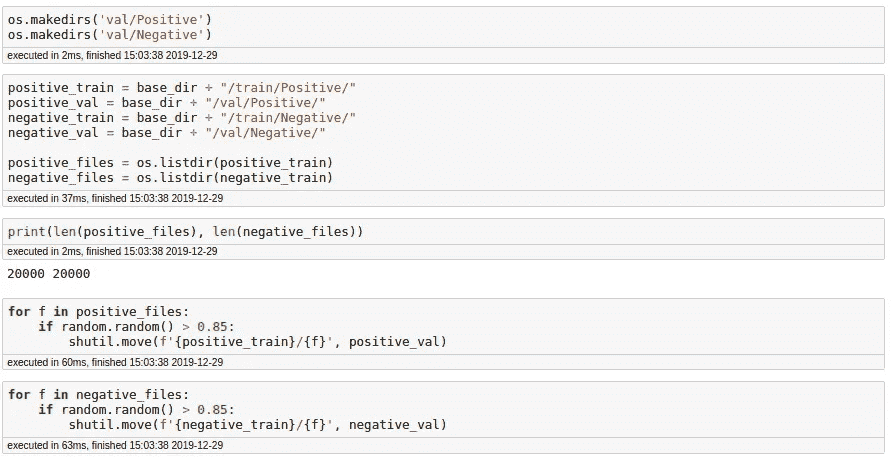 os.makedirs('val/Positive')
os.makedirs('val/Negative')
executed in 2ms, finished 15:03:38 2019-12-29
positive_train = base_dir + "/train/Positive/"
positive_val = base_dir + "/val/Positive/"
negative_train = base_dir + "/train/Negative/"
negative_val = base_dir + "/val/Negative/"
positive_files = os.listdir(positive_train)
negative_files = os.listdir(negative_train)
executed in 37ms, finished 15:03:38 2019-12-29
print(len(positive_files), len(negative_files))
executed in 2ms, finished 15:03:38 2019-12-29
20000 20000
for f in positive_files:
    if random.random() > 0.85:
        shutil.move(f'{positive_train}/{f}', positive_val)
executed in 60ms, finished 15:03:38 2019-12-29
for f in negative_files:
    if random.random() > 0.85:
        shutil.move(f'{negative_train}/{f}', negative_val)
executed in 63ms, finished 15:03:38 2019-12-29